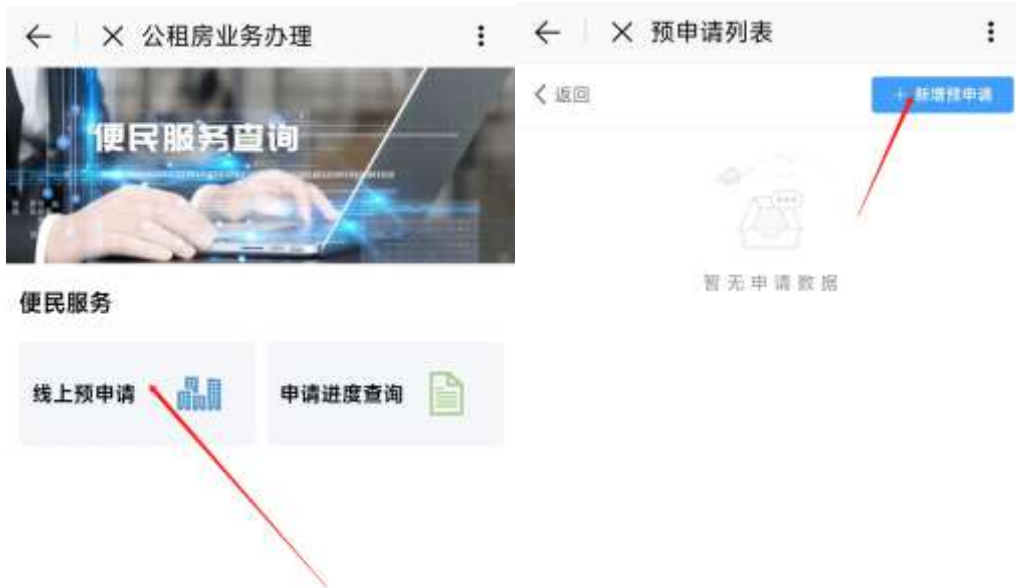 公租房业务办理
便民服务查询
便民服务
线上预申请
申请进度查询
预申请列表
返回
+ 新增预申请
暂无申请数据